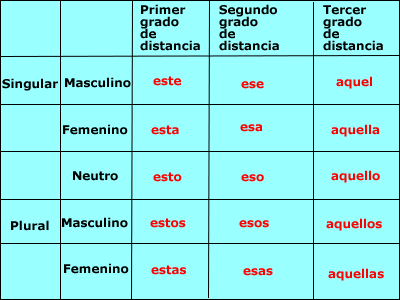 Primer grado de distancia Segundo grado de distancia Tercer grado de distancia
Singular Masculino este ese aquel
Femenino esta esa aquella
Neutro esto eso aquello
Plural Masculino estos esos aquellos
Femenino estas esas aquellas